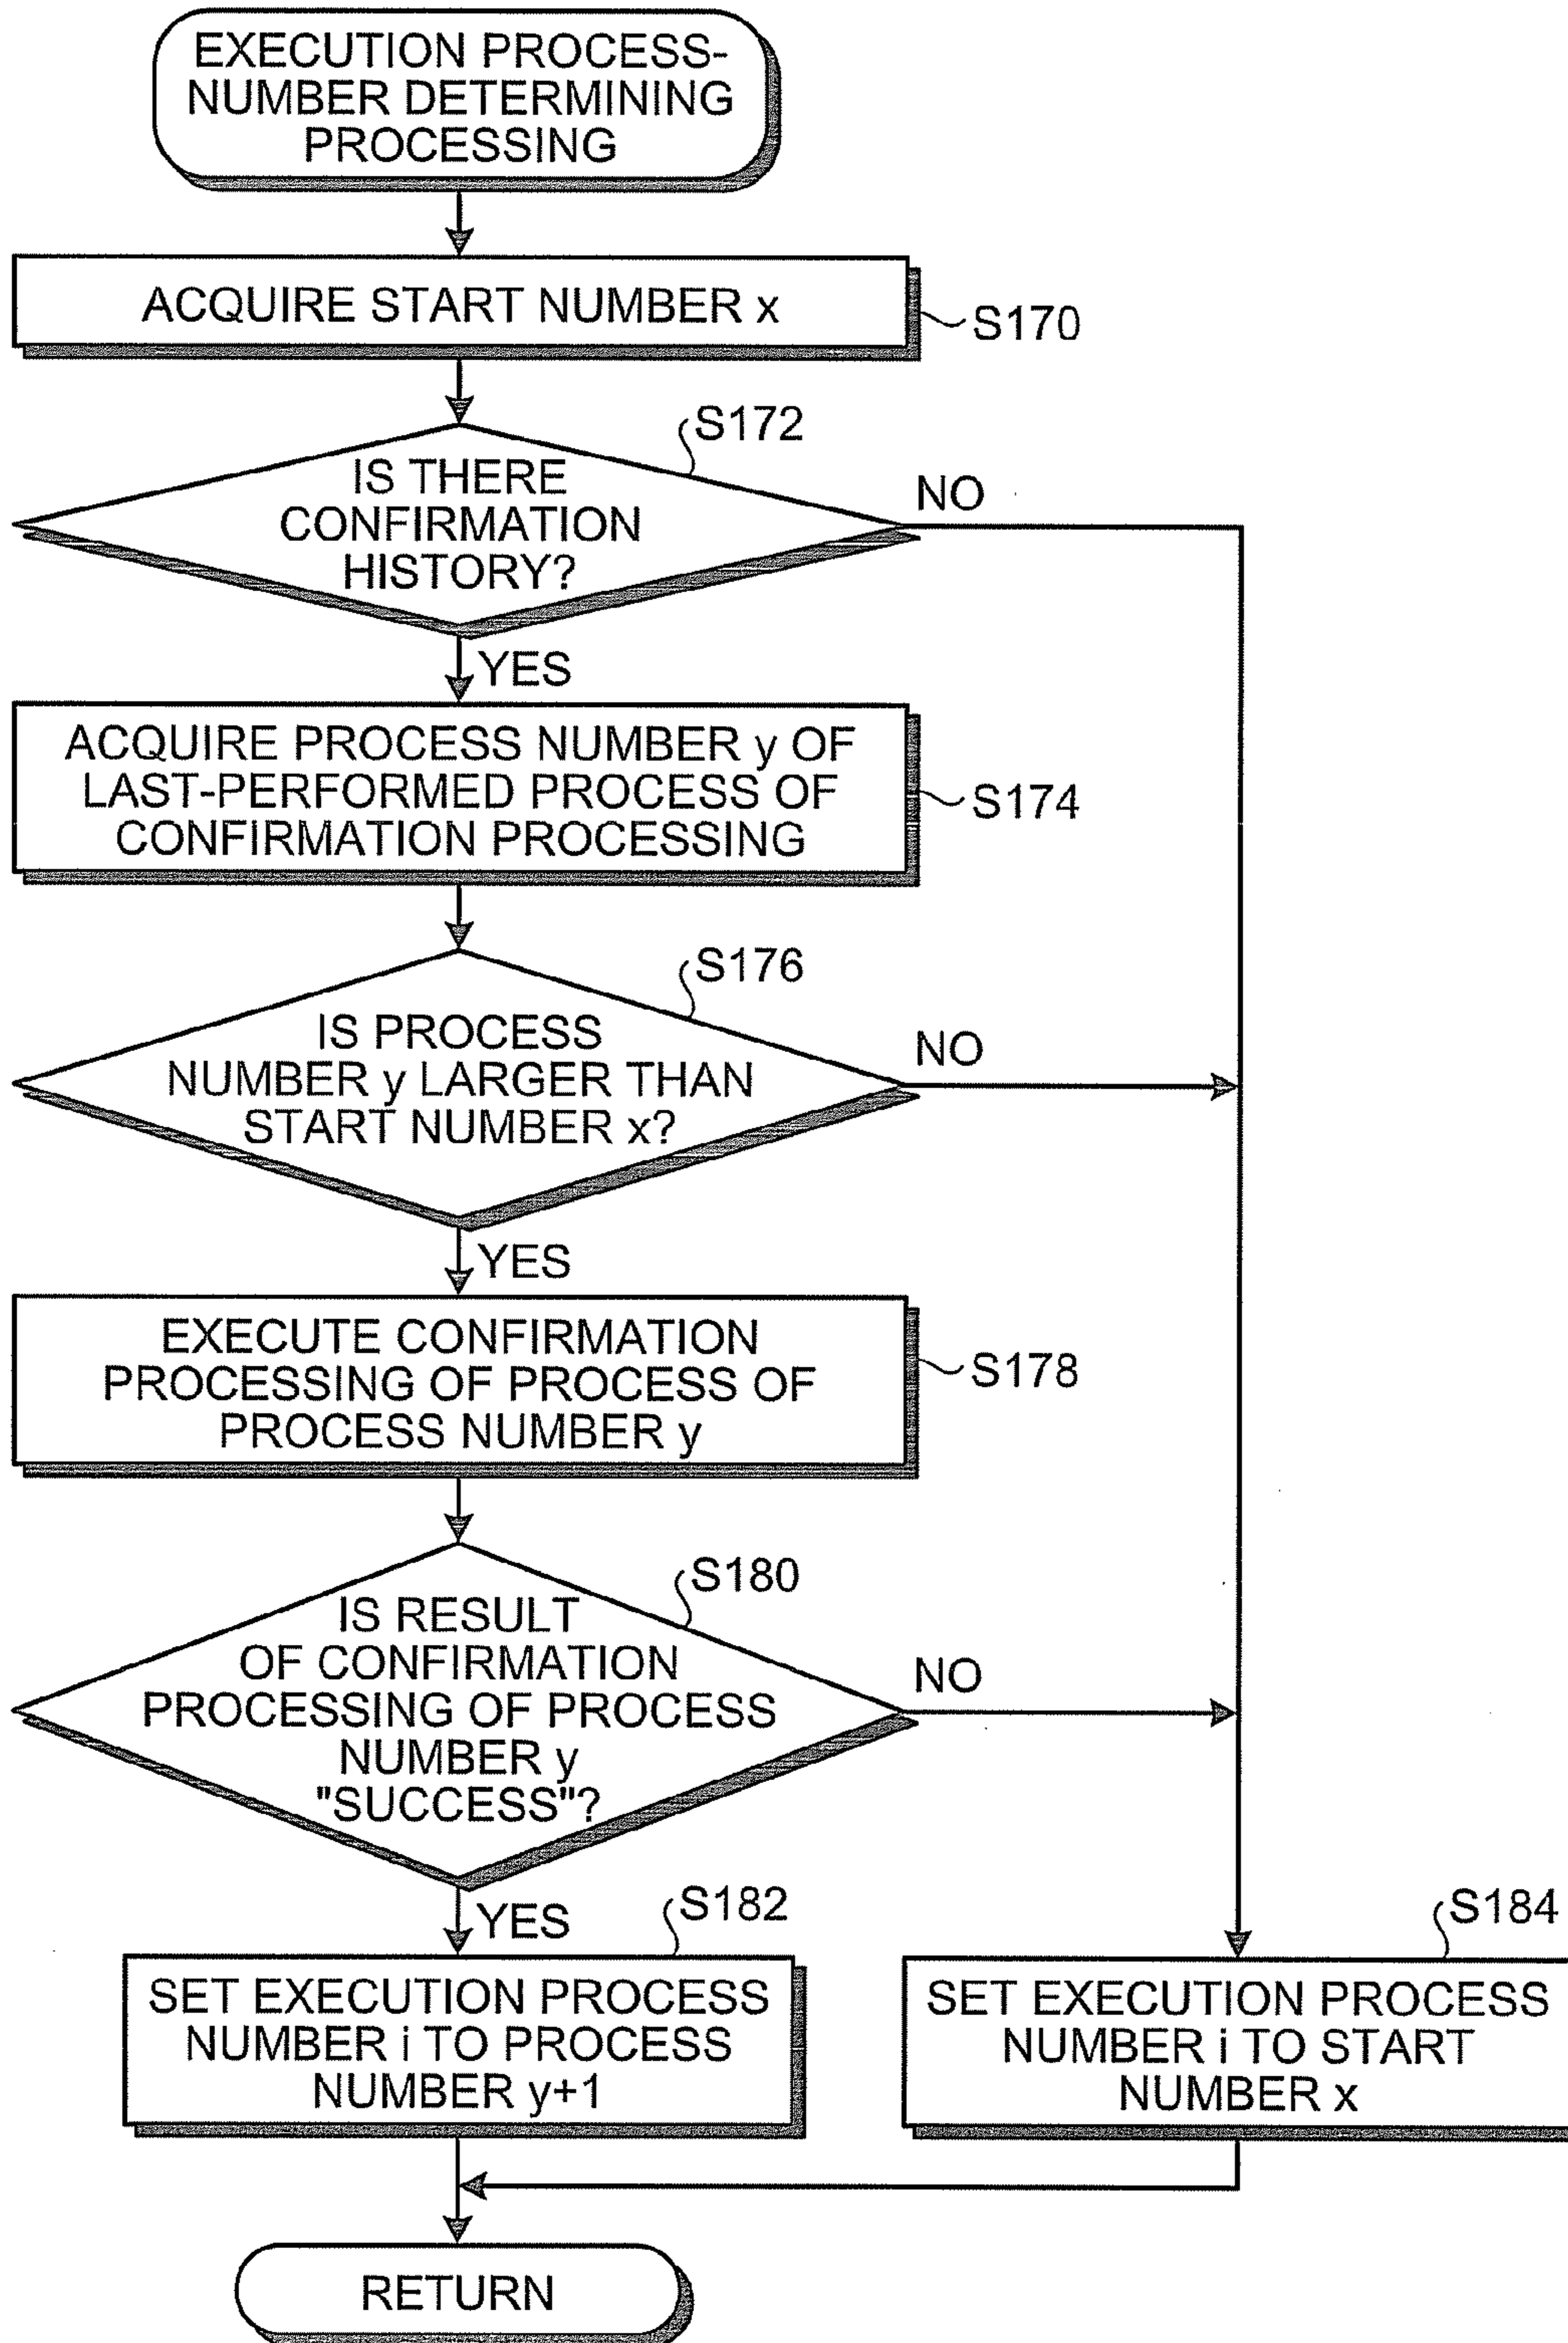 EXECUTION PROCESS-
NUMBER DETERMINING
PROCESSING
ACQUIRE START NUMBER x
S170
S172
IS THERE
CONFIRMATION
HISTORY?
NO
YES
ACQUIRE PROCESS NUMBER y OF
LAST-PERFORMED PROCESS OF
CONFIRMATION PROCESSING
S174
S176
IS PROCESS
NUMBER y LARGER THAN
START NUMBER x?
NO
YES
EXECUTE CONFIRMATION
PROCESSING OF PROCESS OF
PROCESS NUMBER y
S178
S180
IS RESULT
OF CONFIRMATION
PROCESSING OF PROCESS
NUMBER y
"SUCCESS"?
NO
YES
S182
SET EXECUTION PROCESS
NUMBER i TO PROCESS
NUMBER y+1
S184
SET EXECUTION PROCESS
NUMBER i TO START
NUMBER x
RETURN